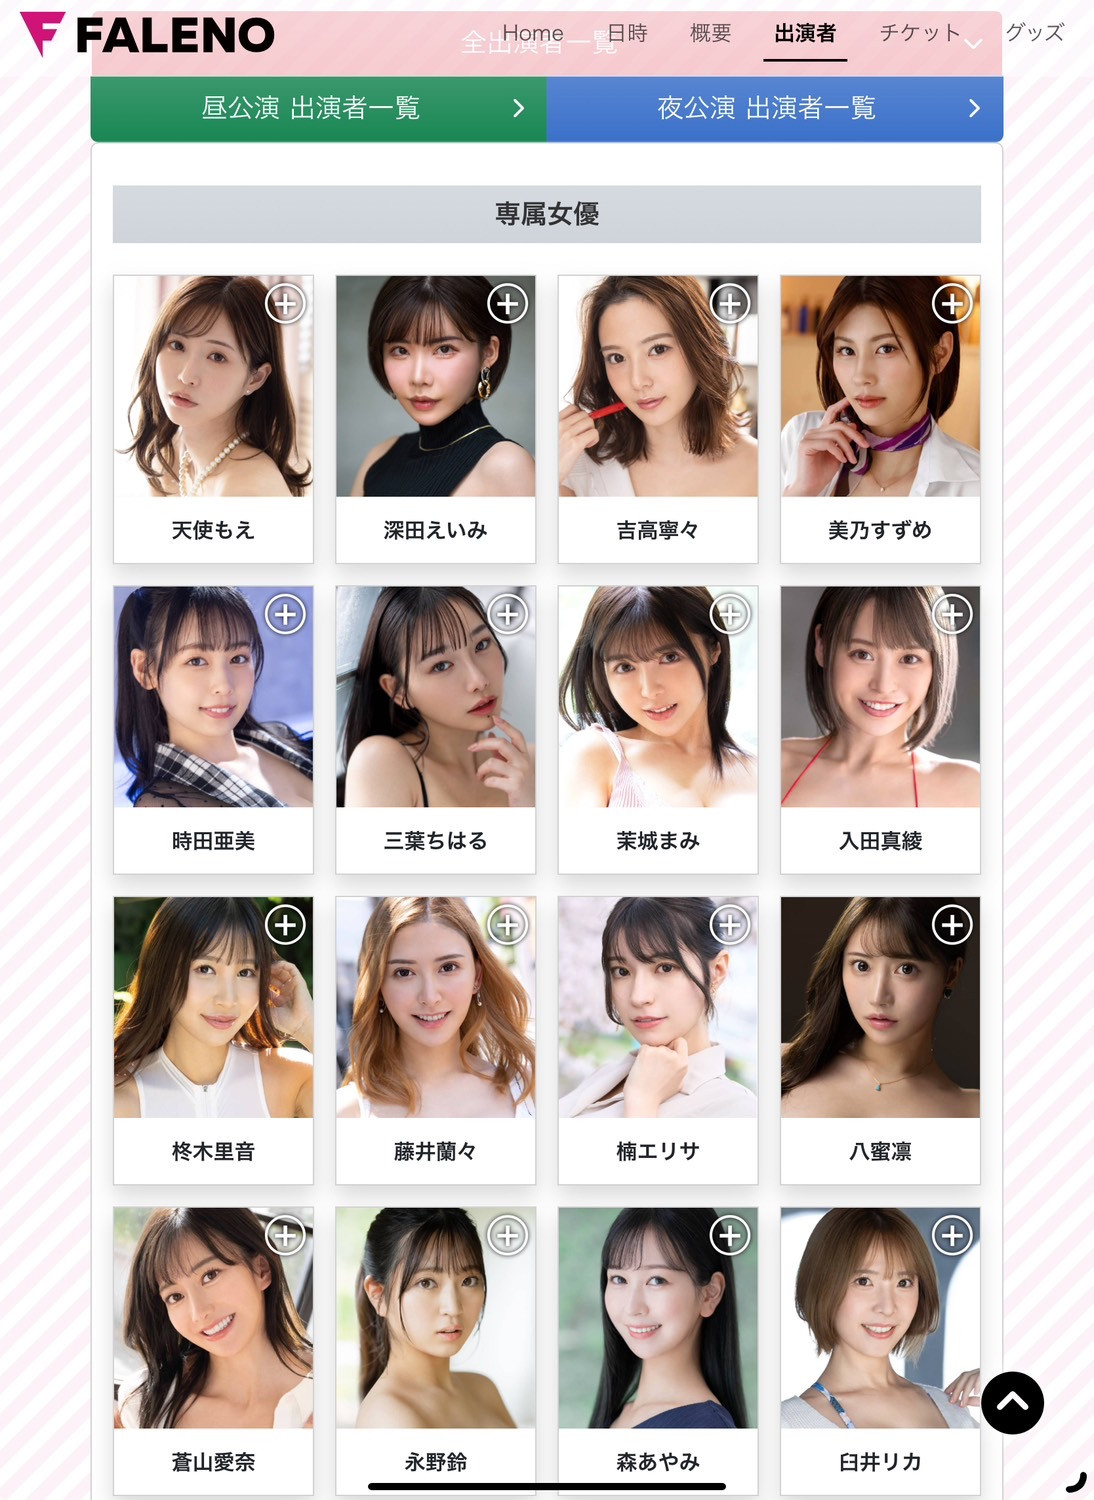 FALENO
Home 日時 概要 出演者 チケット グッズ
全出演者一覧
昼公演 出演者一覧
夜公演 出演者一覧
専属女優
天使もえ 深田えいみ 吉高寧々 美乃すずめ
時田亜美 三葉ちはる 茉城まみ 入田真綾
柊木里音 藤井蘭々 楠エリサ 八蜜凛
蒼山愛奈 永野鈴 森あやみ 臼井リカ